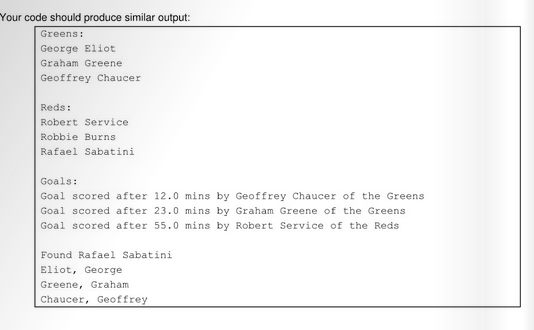 Your code should produce similar output:
Greens:
George Eliot
Graham Greene
Geoffrey Chaucer
Reds:
Robert Service
Robbie Burns
Rafael Sabatini
Goals:
Goal scored after 12.0 mins by Geoffrey Chaucer of the Greens
Goal scored after 23.0 mins by Graham Greene of the Greens
Goal scored after 55.0 mins by Robert Service of the Reds
Found Rafael Sabatini
Eliot, George
Greene, Graham
Chaucer, Geoffrey